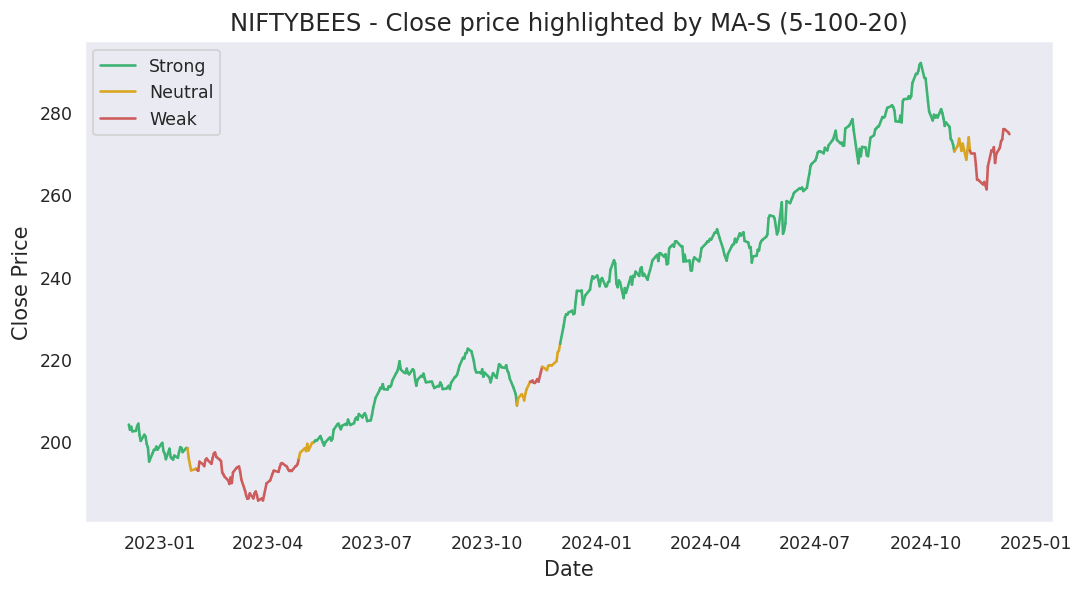 NIFTYBEES - Close price highlighted by MA-S (5-100-20)
Strong
Neutral
Weak
280
260
240
220
200
Close Price
2023-01 2023-04 2023-07 2023-10 2024-01 2024-04 2024-07 2024-10 2025-01
Date